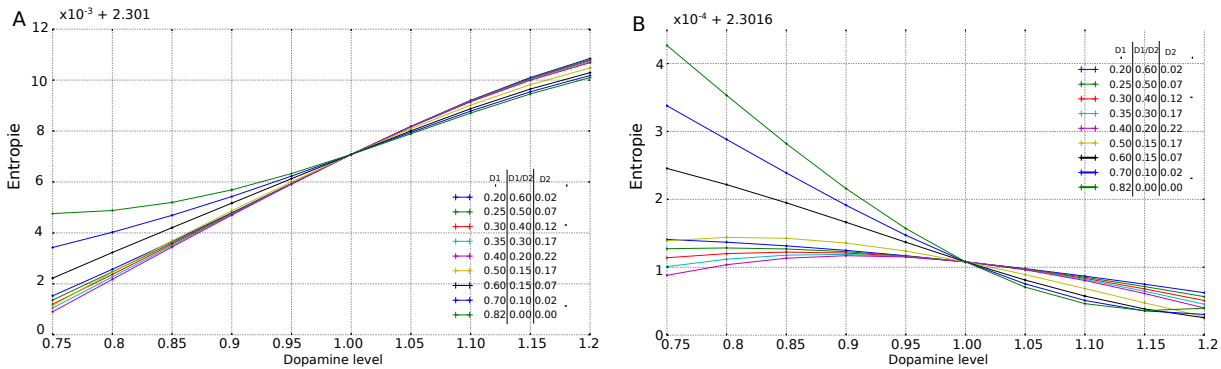 A
x10-3 + 2.301
12
10
8
6
4
2
0
Entropie
0.75 0.8 0.85 0.9 0.95 1.00 1.05 1.10 1.15 1.2
Dopamine level
D1 D1/D2 D2
0.20 0.60 0.02
0.25 0.50 0.07
0.30 0.40 0.12
0.35 0.30 0.17
0.40 0.20 0.22
0.50 0.15 0.17
0.60 0.15 0.07
0.70 0.10 0.02
0.82 0.00 0.00
B
x10-4 + 2.3016
4
3
2
1
0
Entropie
0.75 0.8 0.85 0.90 0.95 1.00 1.05 1.10 1.15 1.2
Dopamine level
D1 D1/D2 D2
0.20 0.60 0.02
0.25 0.50 0.07
0.30 0.40 0.12
0.35 0.30 0.17
0.40 0.20 0.22
0.50 0.15 0.17
0.60 0.15 0.07
0.70 0.10 0.02
0.82 0.00 0.00